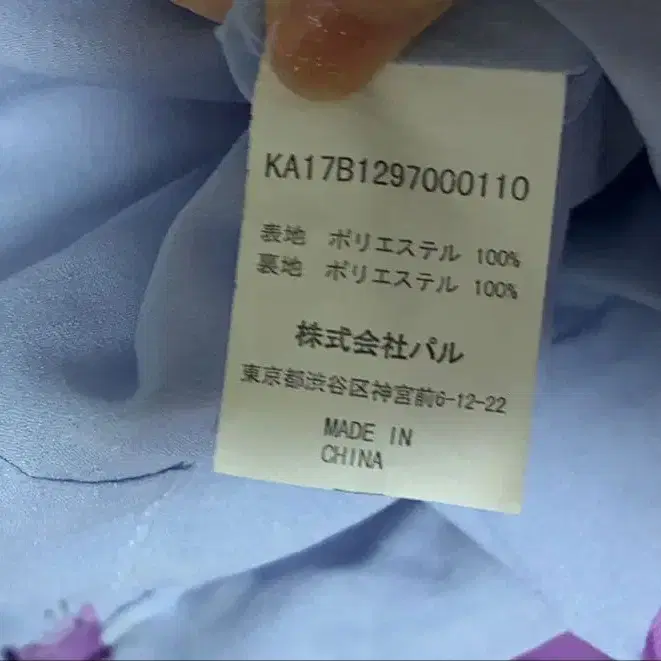 KA17B1297000110
表地 ポリエステル 100%
裏地 ポリエステル 100%
株式会社パル
東京都渋谷区神宮前6-12-22
MADE IN
CHINA